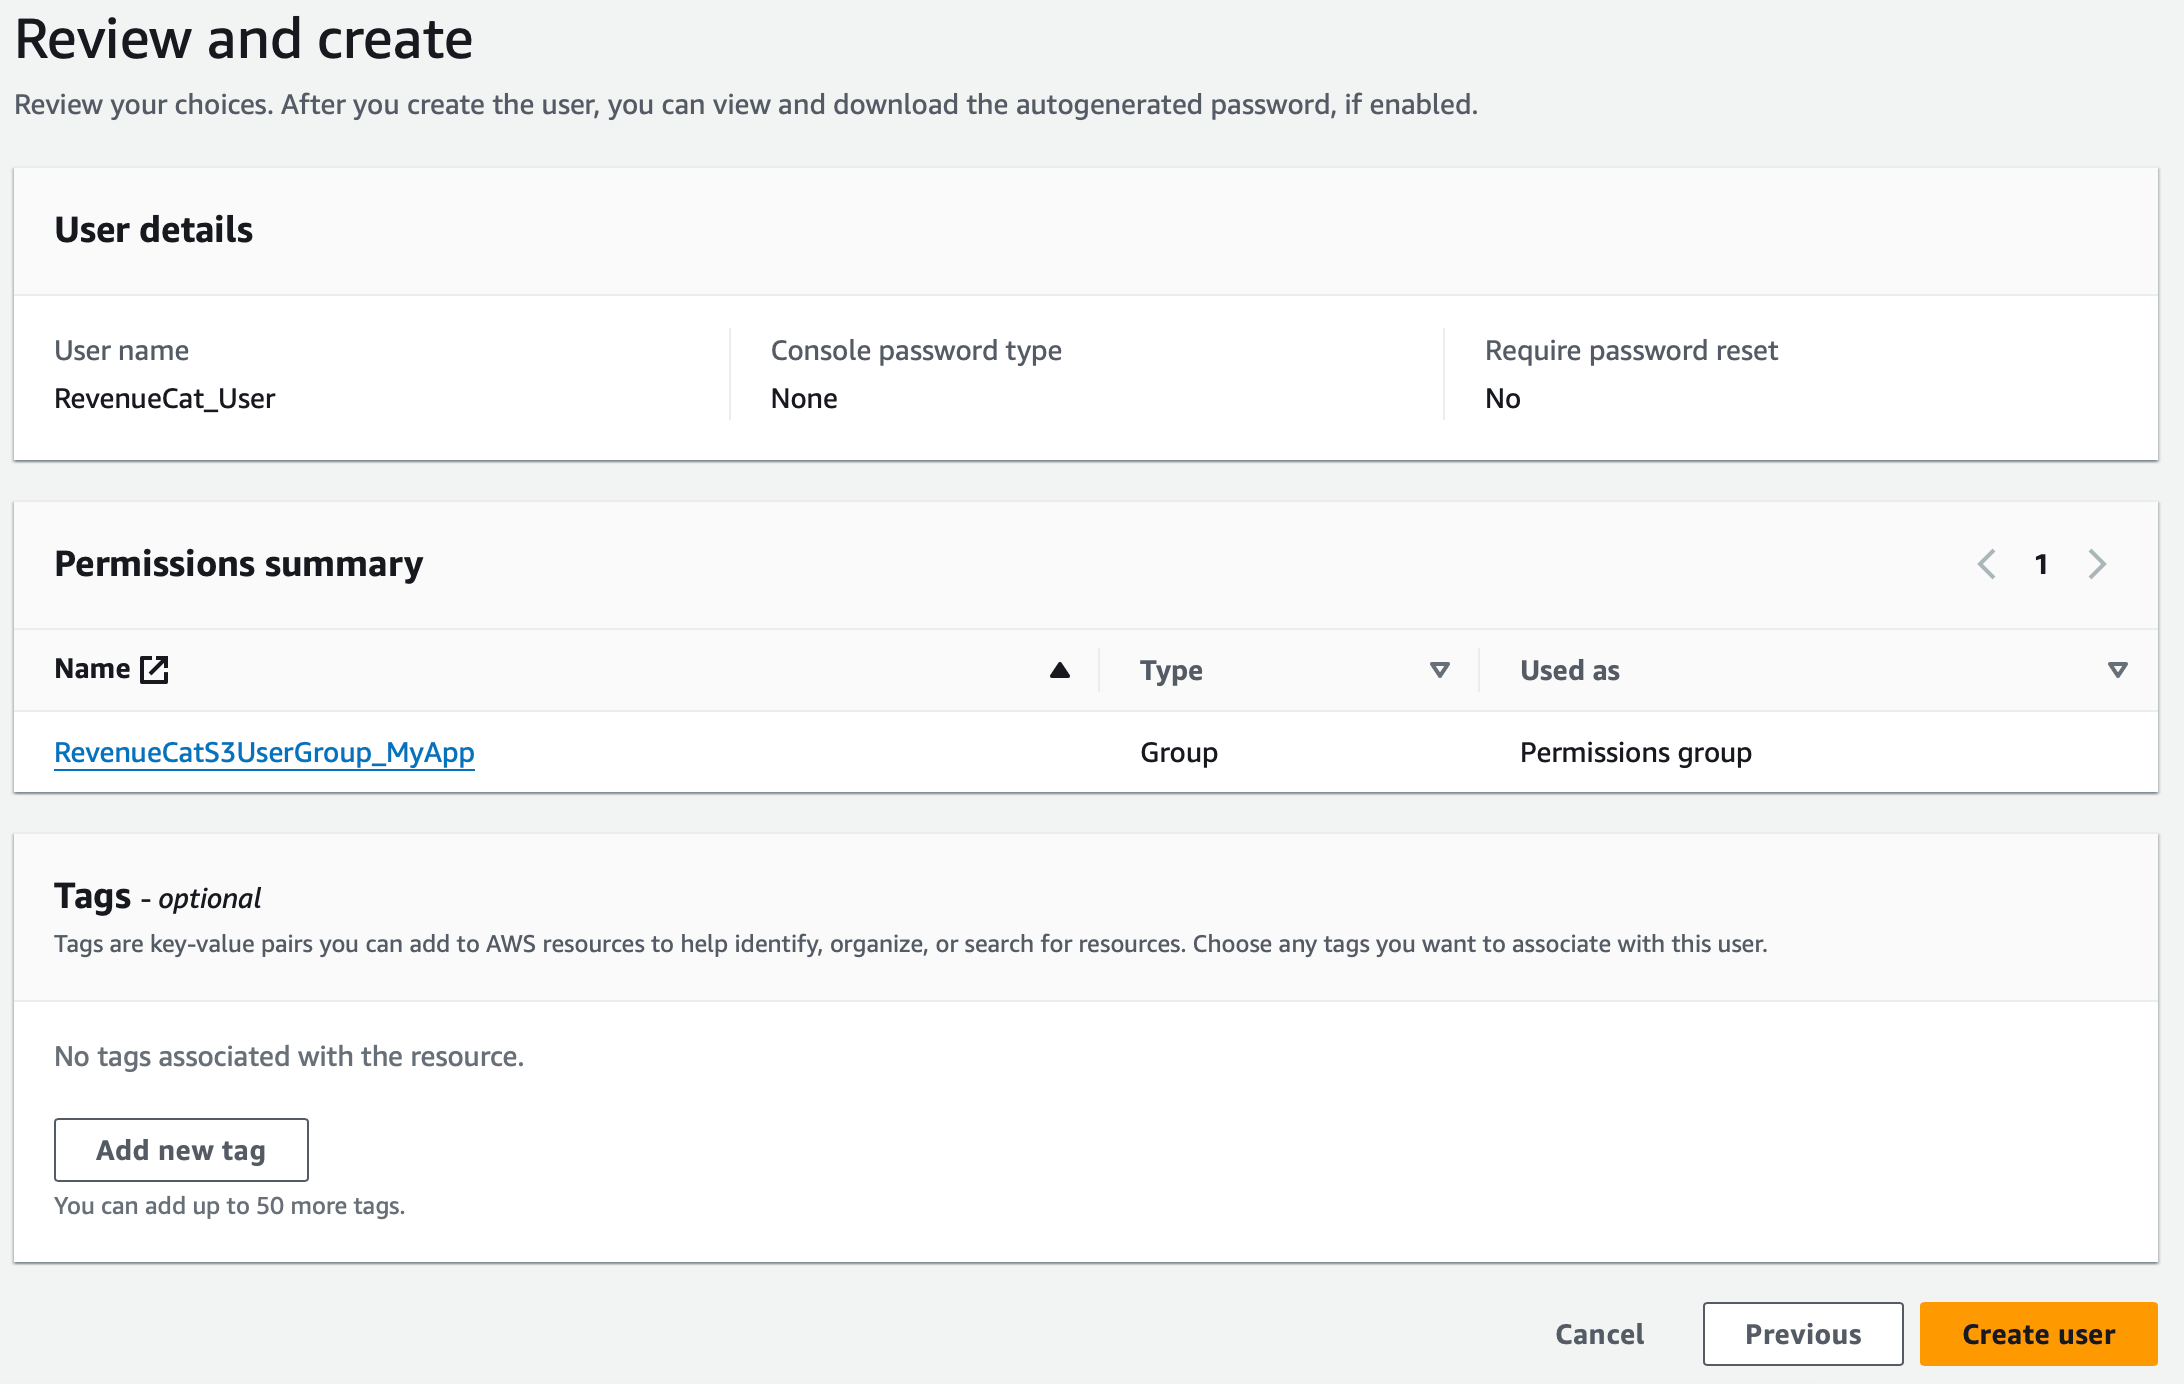 Review and create
Review your choices. After you create the user, you can view and download the autogenerated password, if enabled.
User details
User name
RevenueCat_User
Console password type
None
Require password reset
No
Permissions summary
1
Name
Type
Used as
RevenueCatS3UserGroup_MyApp
Group
Permissions group
Tags - optional
Tags are key-value pairs you can add to AWS resources to help identify, organize, or search for resources. Choose any tags you want to associate with this user.
No tags associated with the resource.
Add new tag
You can add up to 50 more tags.
Cancel
Previous
Create user